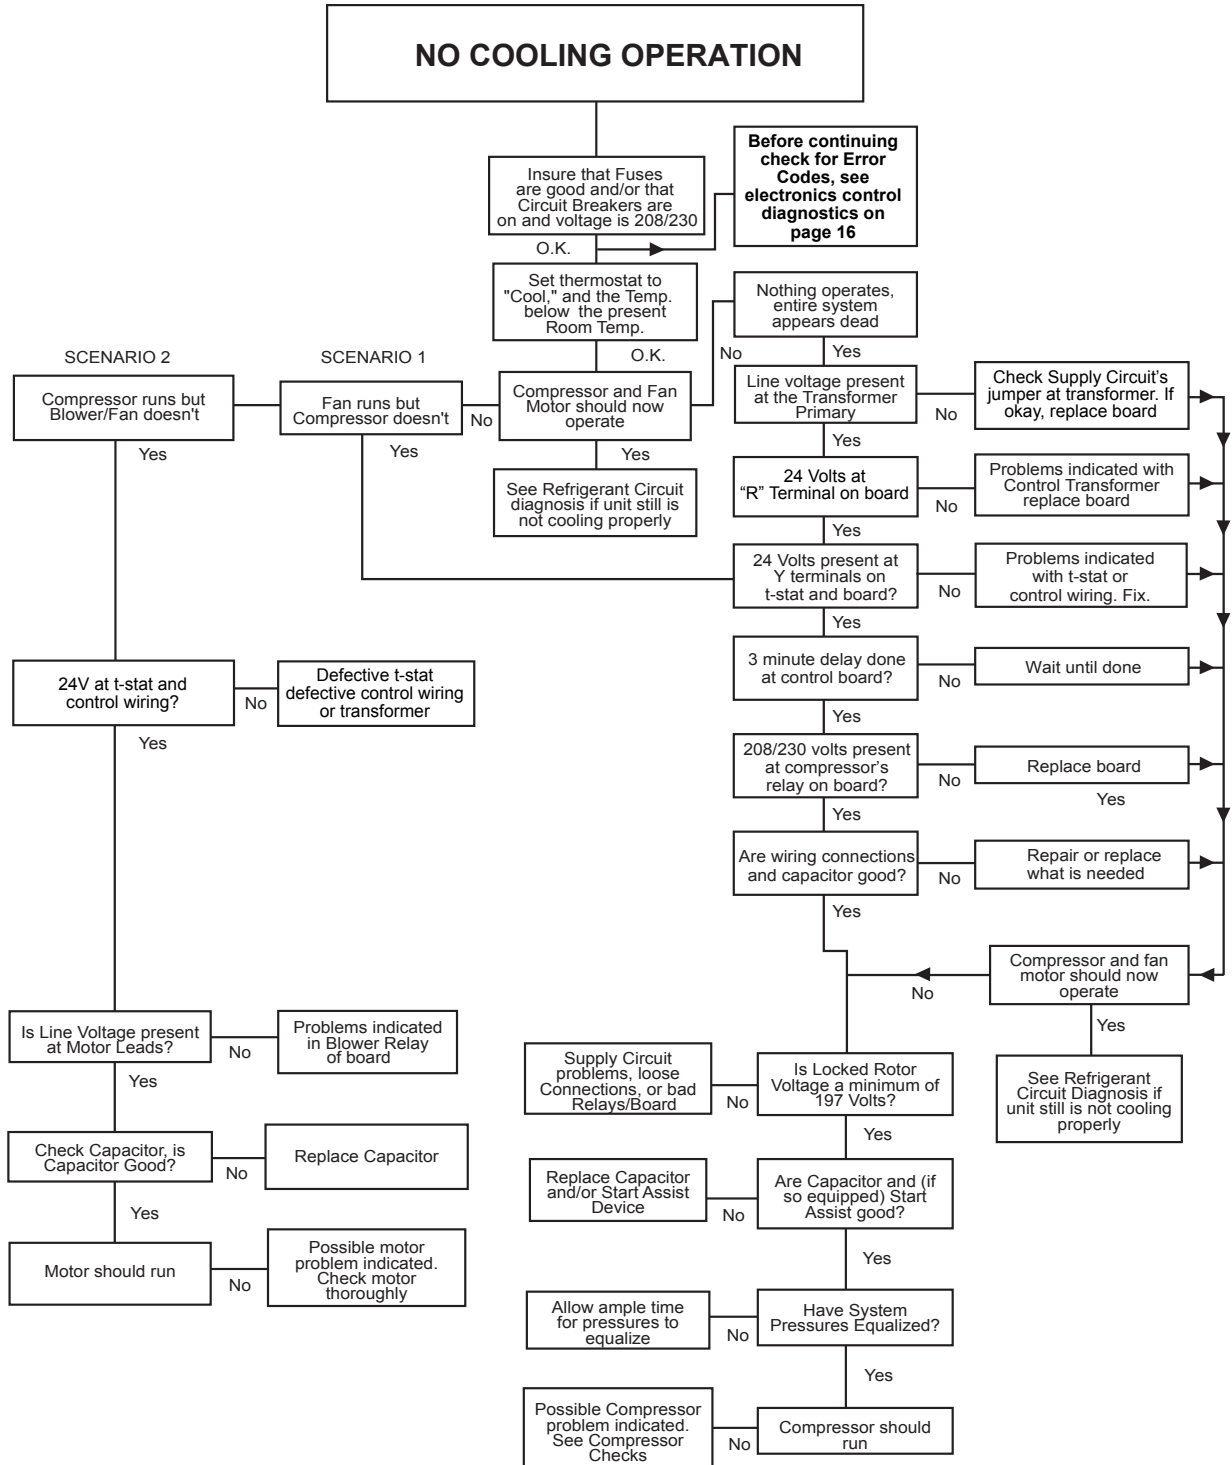 NO COOLING OPERATION
Before continuing
check for Error
Codes, see
electronics control
diagnostics on
page 16
Insure that Fuses
are good and/or that
Circuit Breakers are
on and voltage is 208/230
O.K.
Set thermostat to
"Cool," and the Temp.
below the present
Room Temp.
Nothing operates,
entire system
appears dead
O.K.
No
Yes
SCENARIO 2
SCENARIO 1
Compressor runs but
Blower/Fan doesn't
Fan runs but
Compressor doesn't
No
Compressor and Fan
Motor should now
operate
Line voltage present
at the Transformer
Primary
No
Check Supply Circuit's
jumper at transformer. If
okay, replace board
Yes
Yes
Yes
Yes
See Refrigerant Circuit
diagnosis if unit still is
not cooling properly
24 Volts at
“R” Terminal on board
No
Problems indicated with
Control Transformer
replace board
Yes
24 Volts present at
Y terminals on
t-stat and board?
No
Problems indicated
with t-stat or
control wiring. Fix.
Yes
3 minute delay done
at control board?
No
Wait until done
24V at t-stat and
control wiring?
No
Defective t-stat
defective control wiring
or transformer
Yes
Yes
208/230 volts present
at compressor's
relay on board?
No
Replace board
Yes
Yes
Are wiring connections
and capacitor good?
No
Repair or replace
what is needed
Yes
Compressor and fan
motor should now
operate
No
Yes
Is Line Voltage present
at Motor Leads?
No
Problems indicated
in Blower Relay
of board
Yes
Supply Circuit
problems, loose
Connections, or bad
Relays/Board
No
Is Locked Rotor
Voltage a minimum of
197 Volts?
See Refrigerant
Circuit Diagnosis if
unit still is not cooling
properly
Yes
Check Capacitor, is
Capacitor Good?
No
Replace Capacitor
Yes
Replace Capacitor
and/or Start Assist
Device
No
Are Capacitor and (if
so equipped) Start
Assist good?
Yes
Motor should run
No
Possible motor
problem indicated.
Check motor
thoroughly
Allow ample time
for pressures to
equalize
No
Have System
Pressures Equalized?
Yes
Possible Compressor
problem indicated.
See Compressor
Checks
No
Compressor should
run